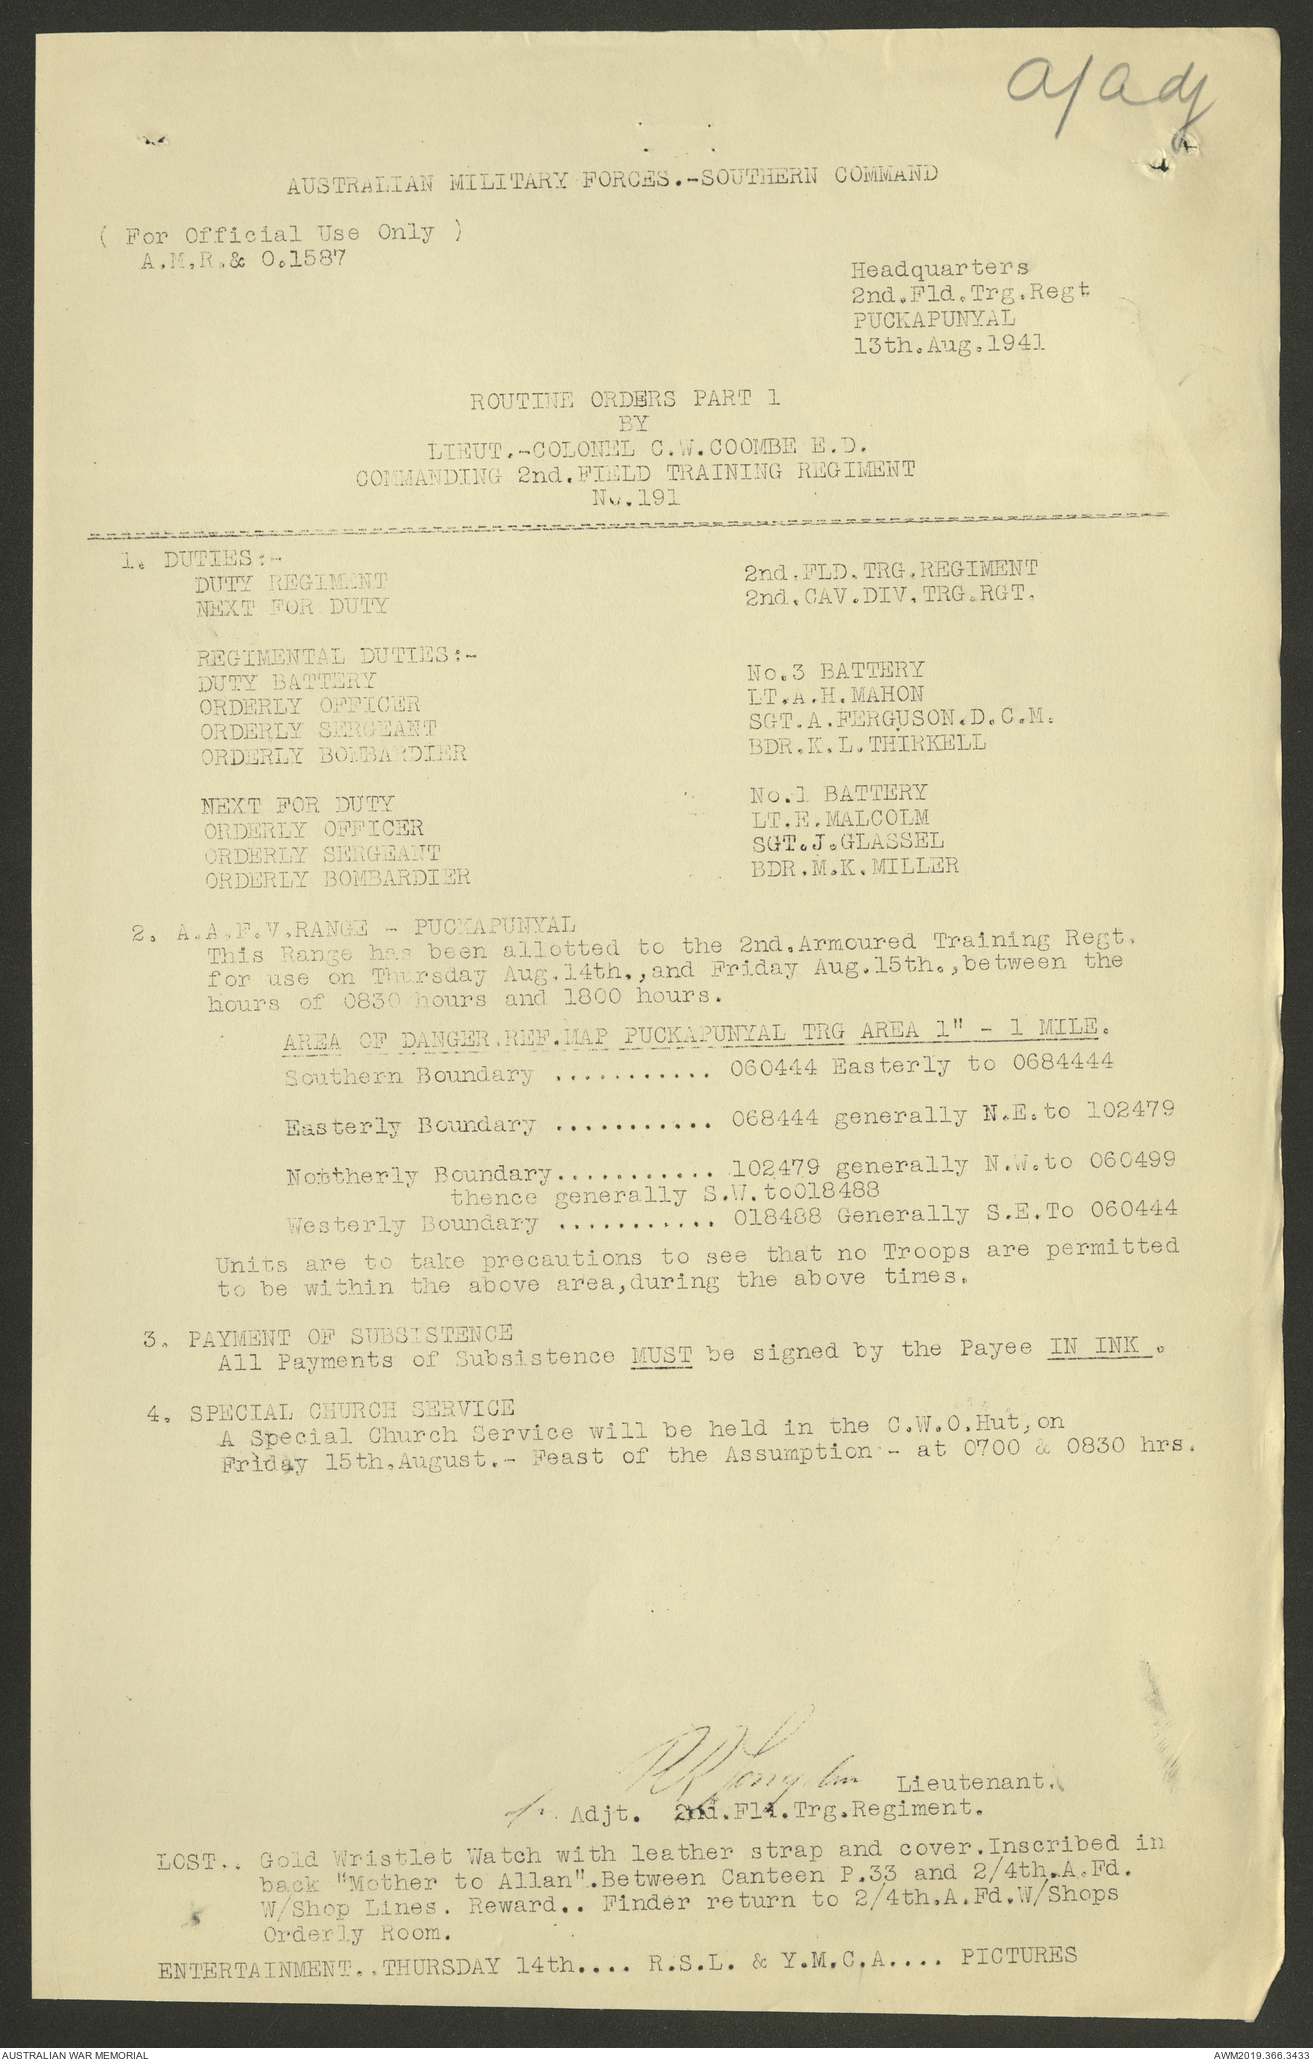 a/adj
AUSTRALIAN MILITARY FORCES.-SOUTHERN COMMAND
( For Official Use Only )
A.M.R.& O.1587
Headquarters
2nd.Fld.Trg.Regt
PUCKAPUNYAL
13th.Aug.1941
ROUTINE ORDERS PART 1
BY
LIEUT.-COLONEL C.W.COOMBE E.D.
COMMANDING 2nd.FIELD TRAINING REGIMENT
No.191
1. DUTIES:-
DUTY REGIMENT 2nd.FLD.TRG.REGIMENT
NEXT FOR DUTY 2nd.CAV.DIV.TRG.RGT.
REGIMENTAL DUTIES:-
DUTY BATTERY No.3 BATTERY
ORDERLY OFFICER LT.A.H.MAHON
ORDERLY SERGEANT SGT.A.FERGUSON.D.C.M.
ORDERLY BOMBARDIER BDR.K.L.THIRKELL
NEXT FOR DUTY No.1 BATTERY
ORDERLY OFFICER LT.E.MALCOLM
ORDERLY SERGEANT SGT.J.GLASSEL
ORDERLY BOMBARDIER BDR.M.K.MILLER
2. A.A.F.V.RANGE - PUCKAPUNYAL
This Range has been allotted to the 2nd.Armoured Training Regt.
for use on Thursday Aug.14th.,and Friday Aug.15th.,between the
hours of 0830 hours and 1800 hours.
AREA OF DANGER.REF.MAP PUCKAPUNYAL TRG AREA 1" - 1 MILE.
Southern Boundary ........... 060444 Easterly to 0684444
Easterly Boundary ........... 068444 generally N.E.to 102479
Northerly Boundary........... 102479 generally N.W.to 060499
thence generally S.W.to018488
Westerly Boundary ........... 018488 Generally S.E.To 060444
Units are to take precautions to see that no Troops are permitted
to be within the above area,during the above times.
3. PAYMENT OF SUBSISTENCE
All Payments of Subsistence MUST be signed by the Payee IN INK .
4. SPECIAL CHURCH SERVICE
A Special Church Service will be held in the C.W.O.Hut,on
Friday 15th.August.- Feast of the Assumption - at 0700 & 0830 hrs.
Lieutenant.
Adjt. 2nd.Fld.Trg.Regiment.
LOST.. Gold Wristlet Watch with leather strap and cover.Inscribed in
back "Mother to Allan".Between Canteen P.33 and 2/4th.A.Fd.
W/Shop Lines. Reward.. Finder return to 2/4th.A.Fd.W/Shops
Orderly Room.
ENTERTAINMENT..THURSDAY 14th.... R.S.L. & Y.M.C.A.... PICTURES
AUSTRALIAN WAR MEMORIAL
AWM2019.366.3433